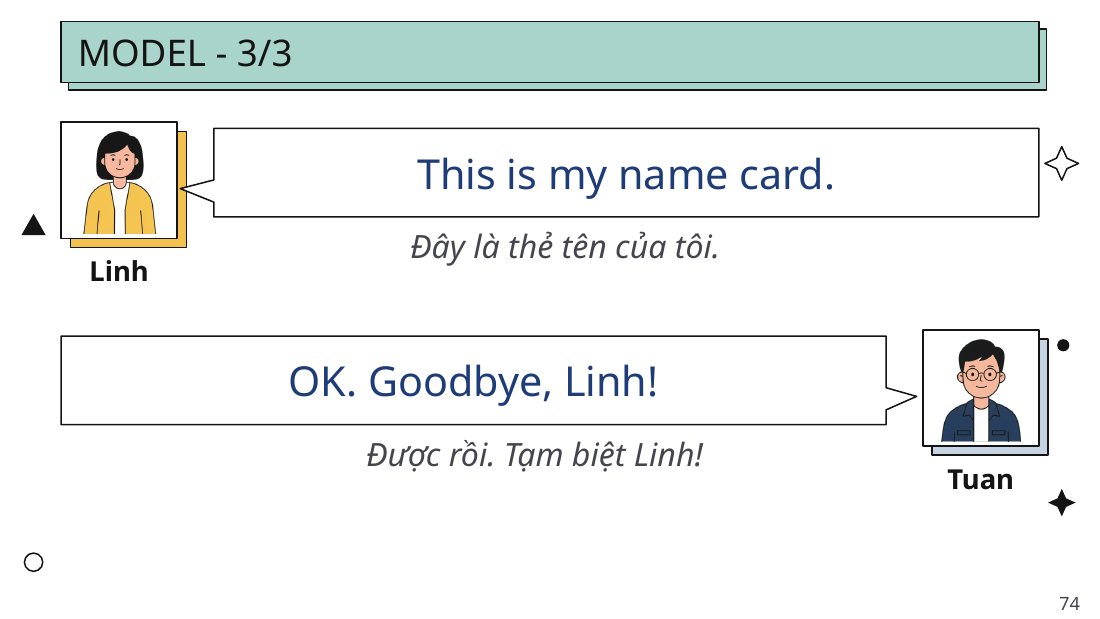 MODEL - 3/3
This is my name card.
Đây là thẻ tên của tôi.
Linh
OK. Goodbye, Linh!
Được rồi. Tạm biệt Linh!
Tuan
74